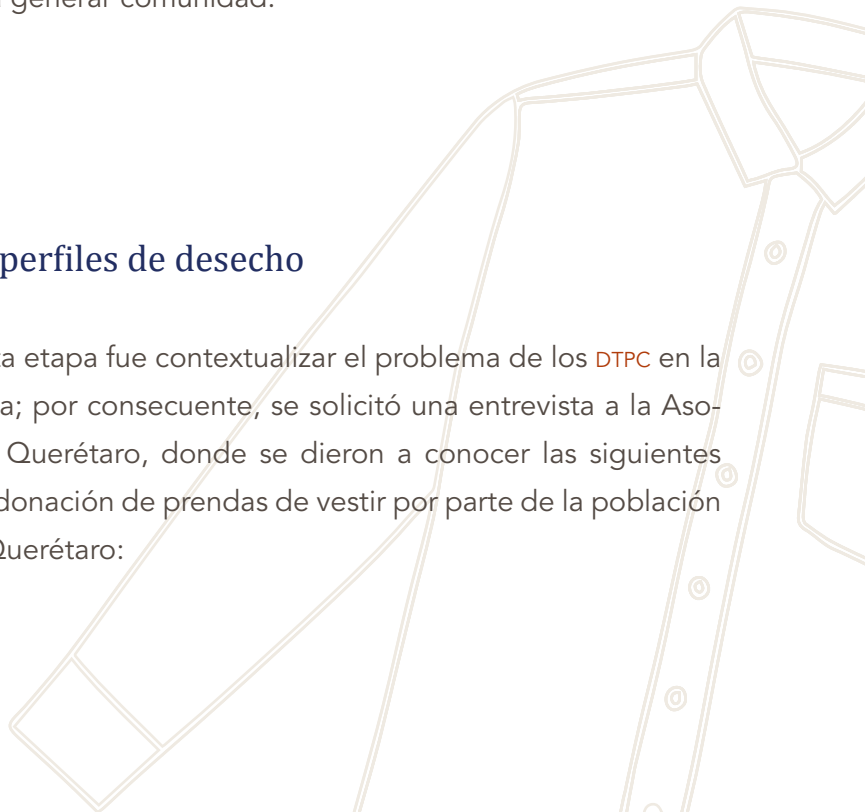 generar comunidad.
perfiles de desecho
ta etapa fue contextualizar el problema de los DTPC en la
a; por consecuente, se solicitó una entrevista a la Aso-
Querétaro, donde se dieron a conocer las siguientes
donación de prendas de vestir por parte de la población
Querétaro: